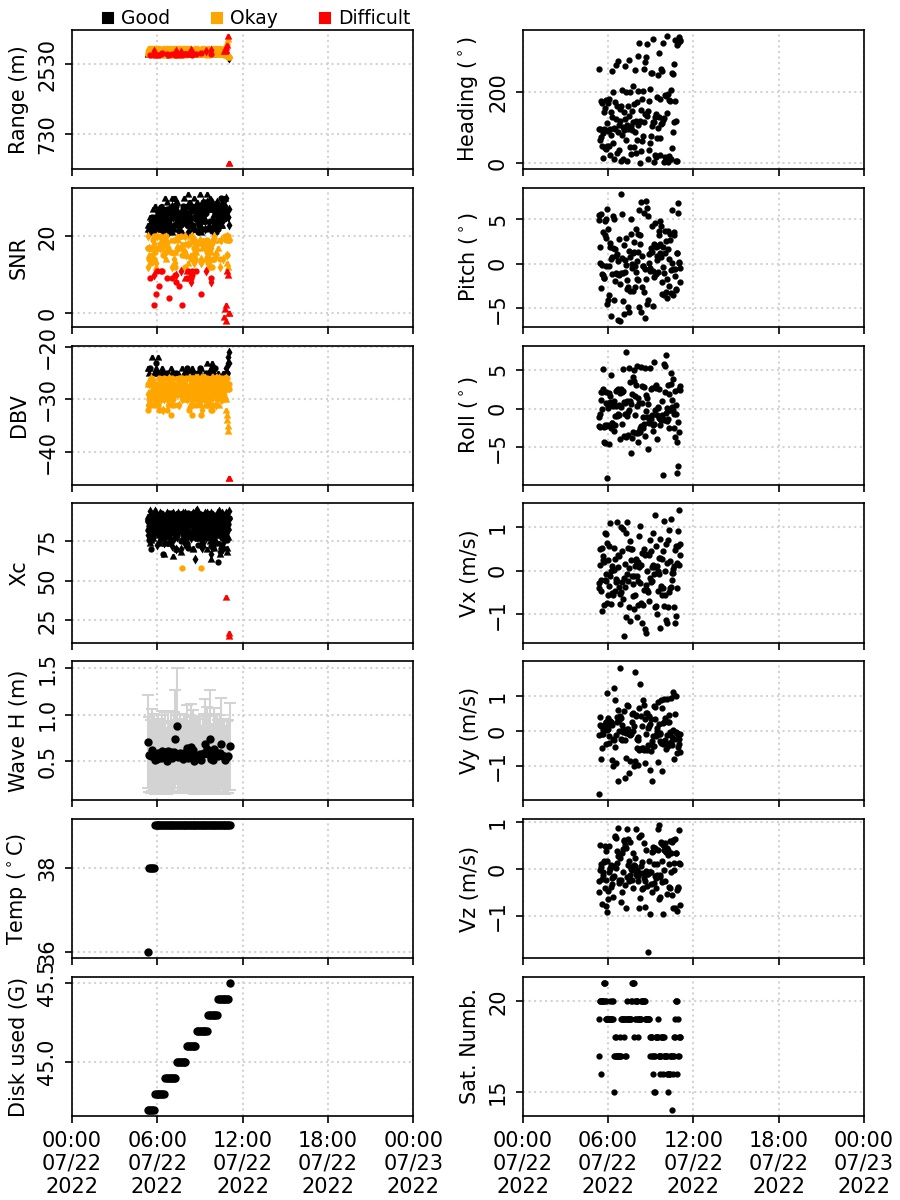 Good Okay Difficult
Range (m)
2530
730
Heading (°)
200
0
SNR
20
0
Pitch (°)
5
0
−5
DBV
−20
−30
−40
Roll (°)
5
0
−5
Xc
75
50
25
Vx (m/s)
1
0
−1
Wave H (m)
1.5
1.0
0.5
Vy (m/s)
1
0
−1
Temp (°C)
38
36
Vz (m/s)
1
0
−1
Disk used (G)
45.5
45.0
Sat. Numb.
20
15
00:00 06:00 12:00 18:00 00:00
07/22 07/22 07/22 07/22 07/23
2022 2022 2022 2022 2022
00:00 06:00 12:00 18:00 00:00
07/22 07/22 07/22 07/22 07/23
2022 2022 2022 2022 2022